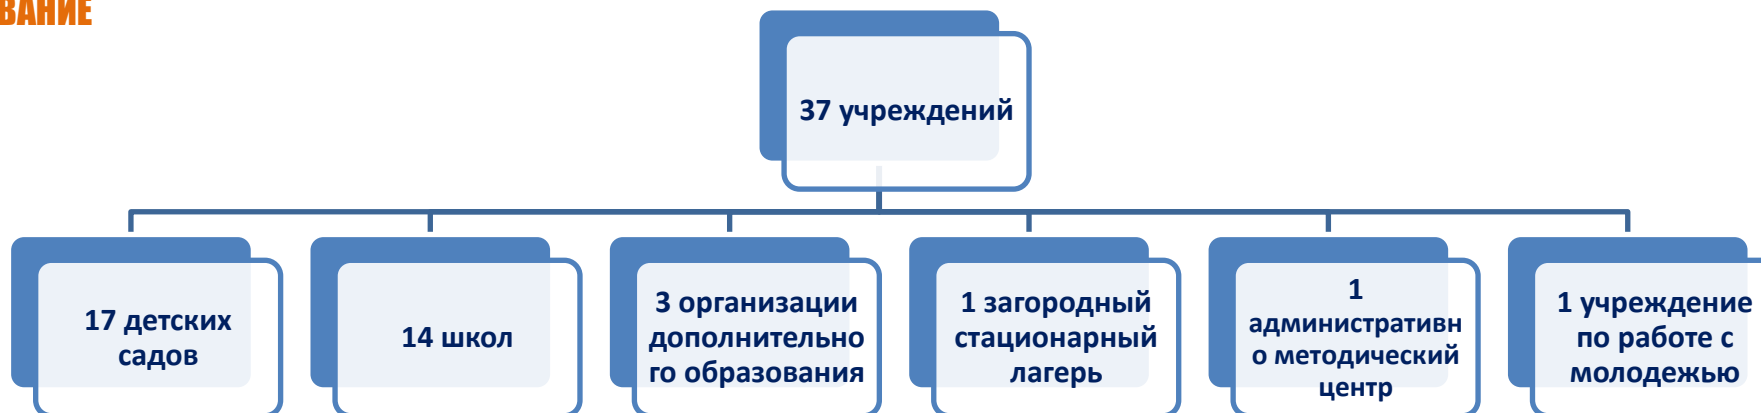 ВАНИЕ
37 учреждений
17 детских
садов
14 школ
3 организации
дополнительно
го образования
1 загородный
стационарный
лагерь
1
административн
о методический
центр
1 учреждение
по работе с
молодежью